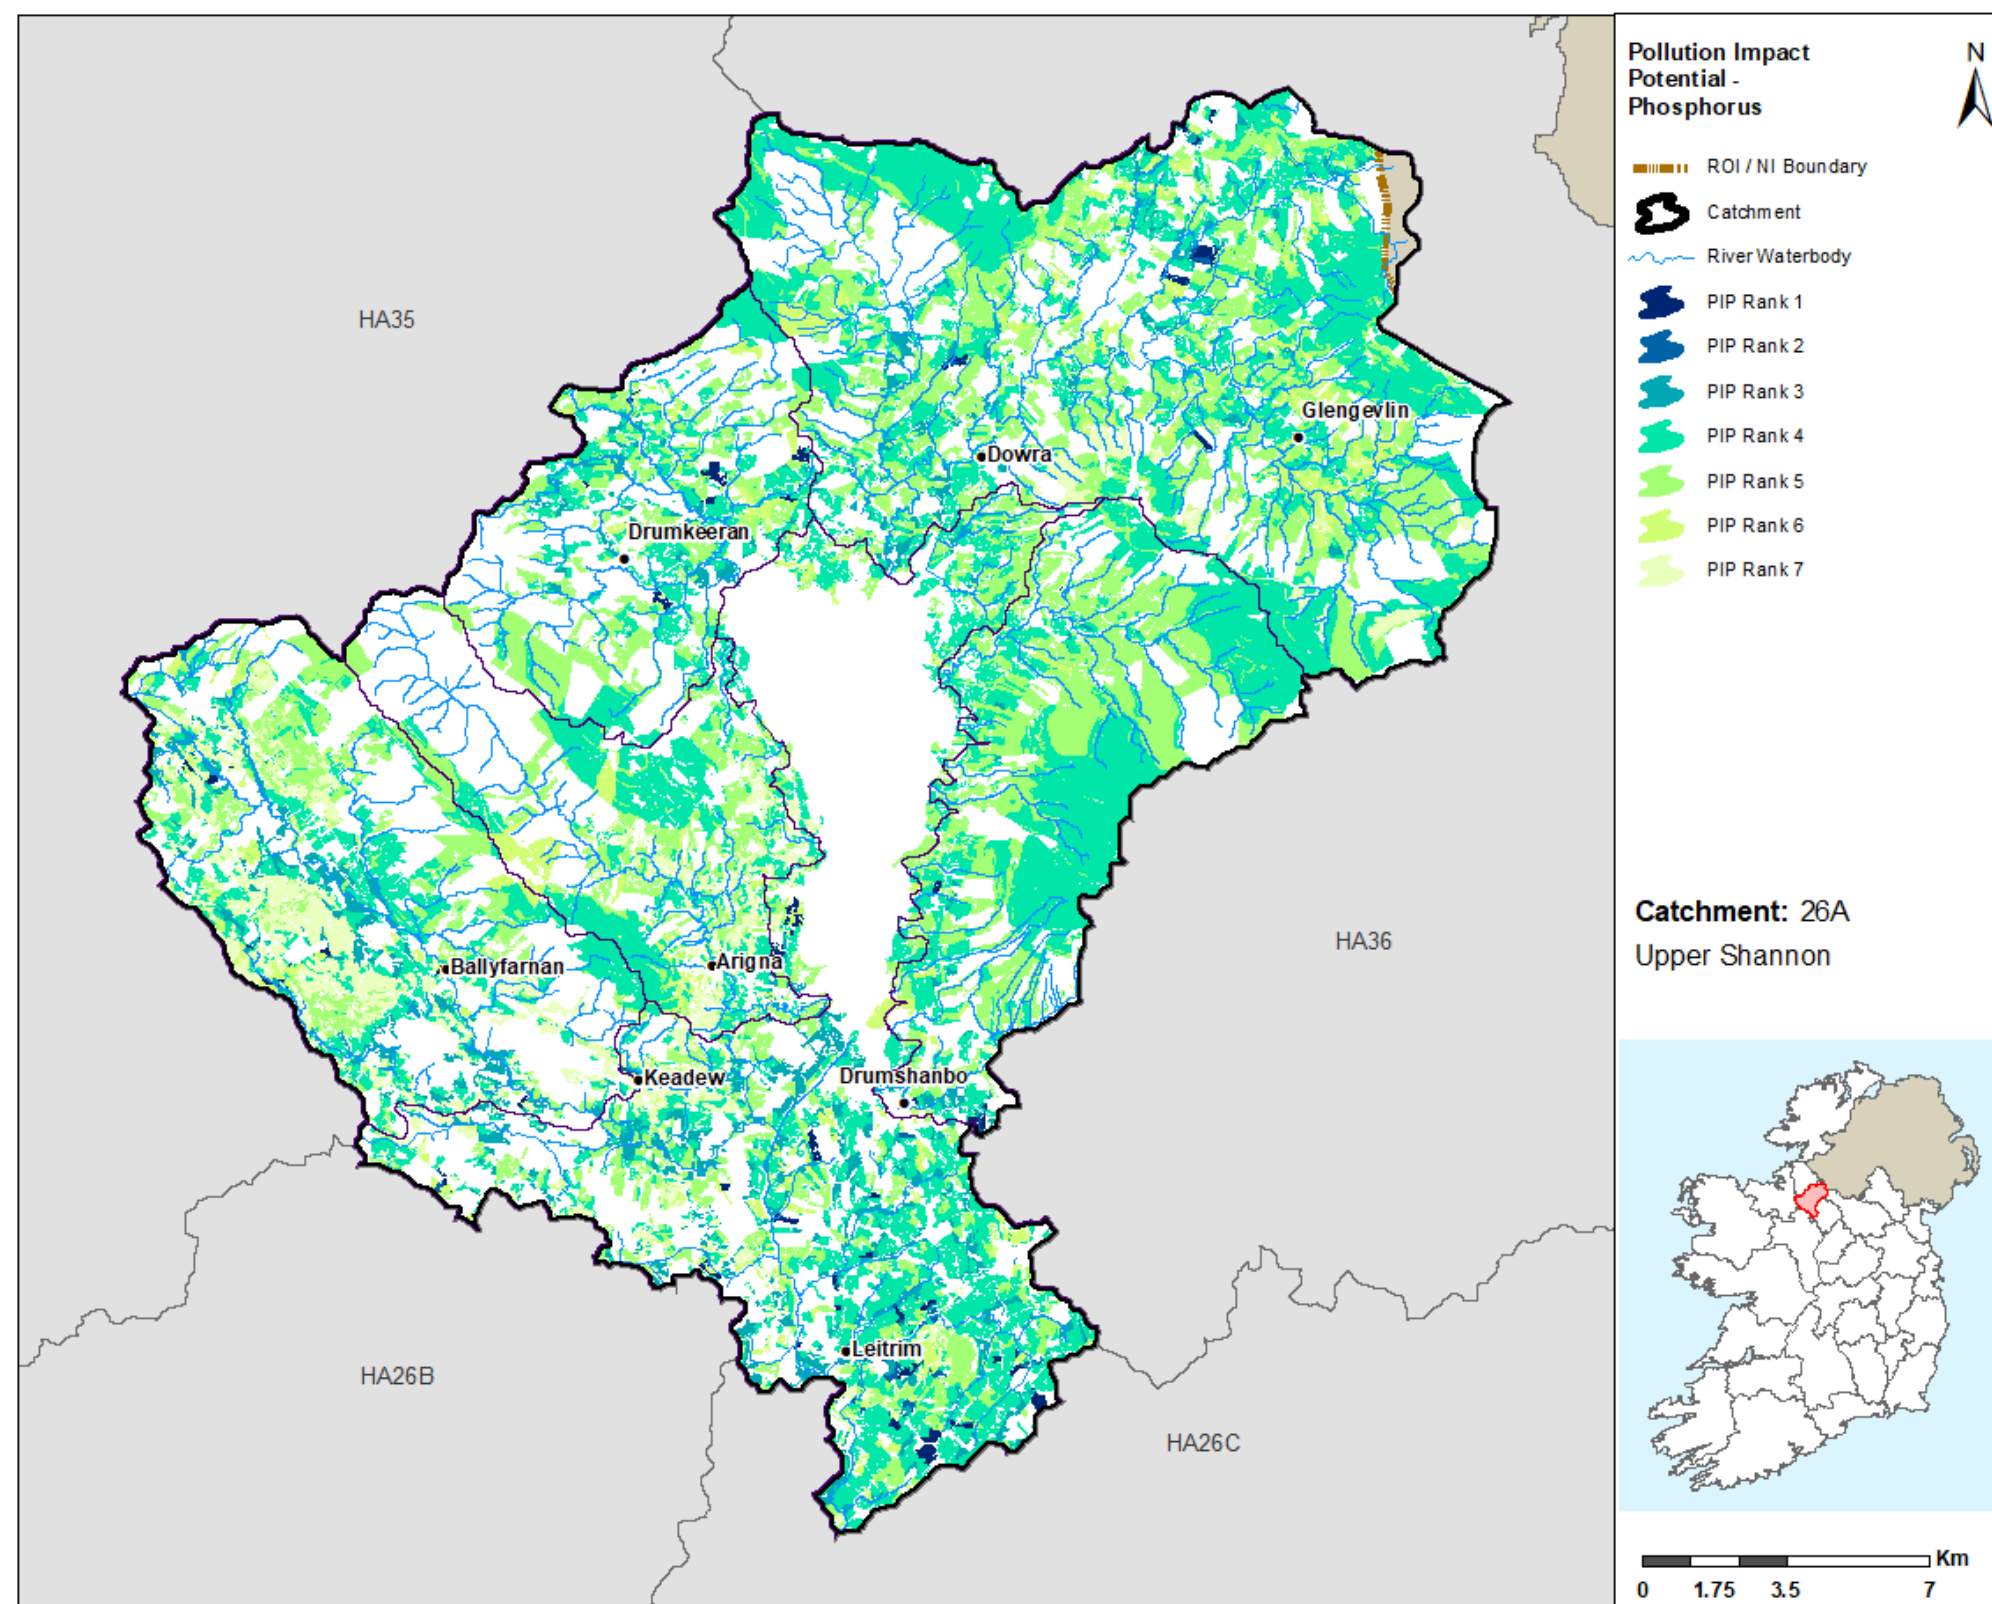 Pollution Impact
Potential -
Phosphorus
N
ROI / NI Boundary
Catchment
River Waterbody
PIP Rank 1
PIP Rank 2
PIP Rank 3
PIP Rank 4
PIP Rank 5
PIP Rank 6
PIP Rank 7
HA35
Glengevlin
Dowra
Drumkeeran
HA36
Ballyfarnan
Arigna
Keadew
Drumshanbo
Leitrim
HA26B
HA26C
Catchment: 26A
Upper Shannon
Km
0 1.75 3.5 7